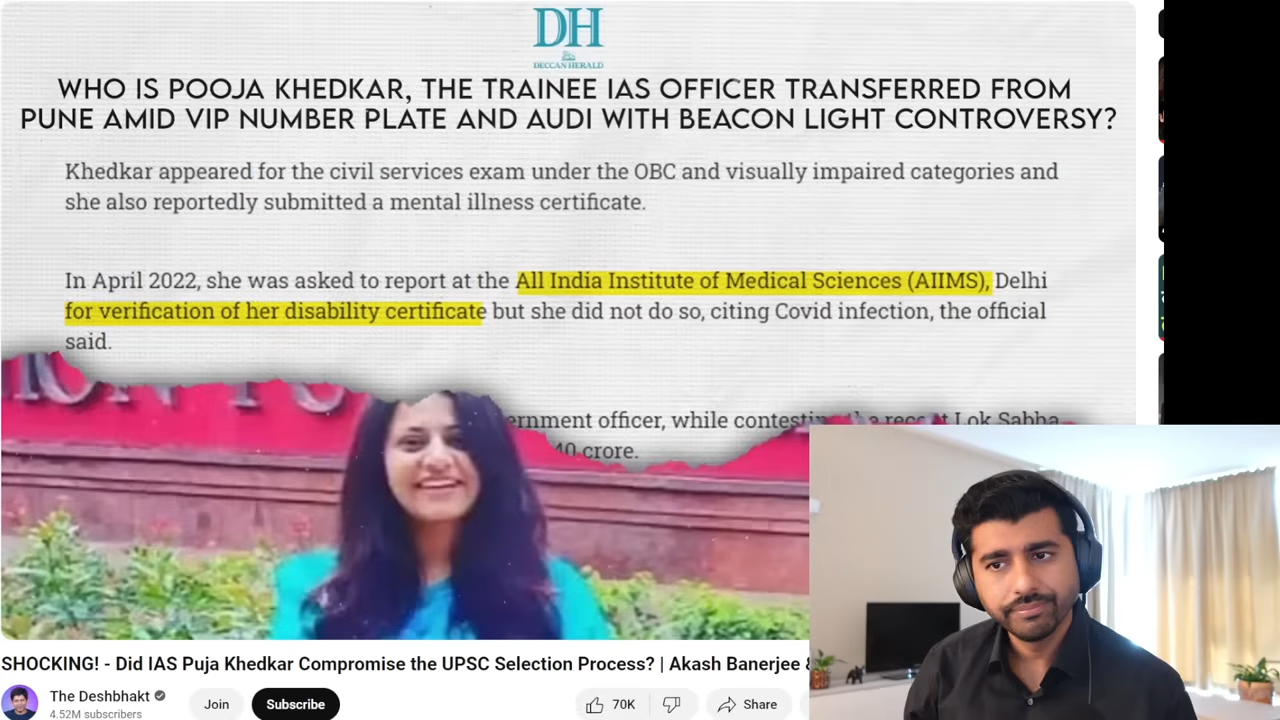 DH
DECCAN HERALD
WHO IS POOJA KHEDKAR, THE TRAINEE IAS OFFICER TRANSFERRED FROM
PUNE AMID VIP NUMBER PLATE AND AUDI WITH BEACON LIGHT CONTROVERSY?
Khedkar appeared for the civil services exam under the OBC and visually impaired categories and
she also reportedly submitted a mental illness certificate.
In April 2022, she was asked to report at the All India Institute of Medical Sciences (AIIMS), Delhi
for verification of her disability certificate but she did not do so, citing Covid infection, the official
said.
officer, while contesting the recent Lok Sabha
40 crore.
SHOCKING! - Did IAS Puja Khedkar Compromise the UPSC Selection Process? | Akash Banerjee
The Deshbhakt
4.52M subscribers
Join
Subscribe
70K
Share